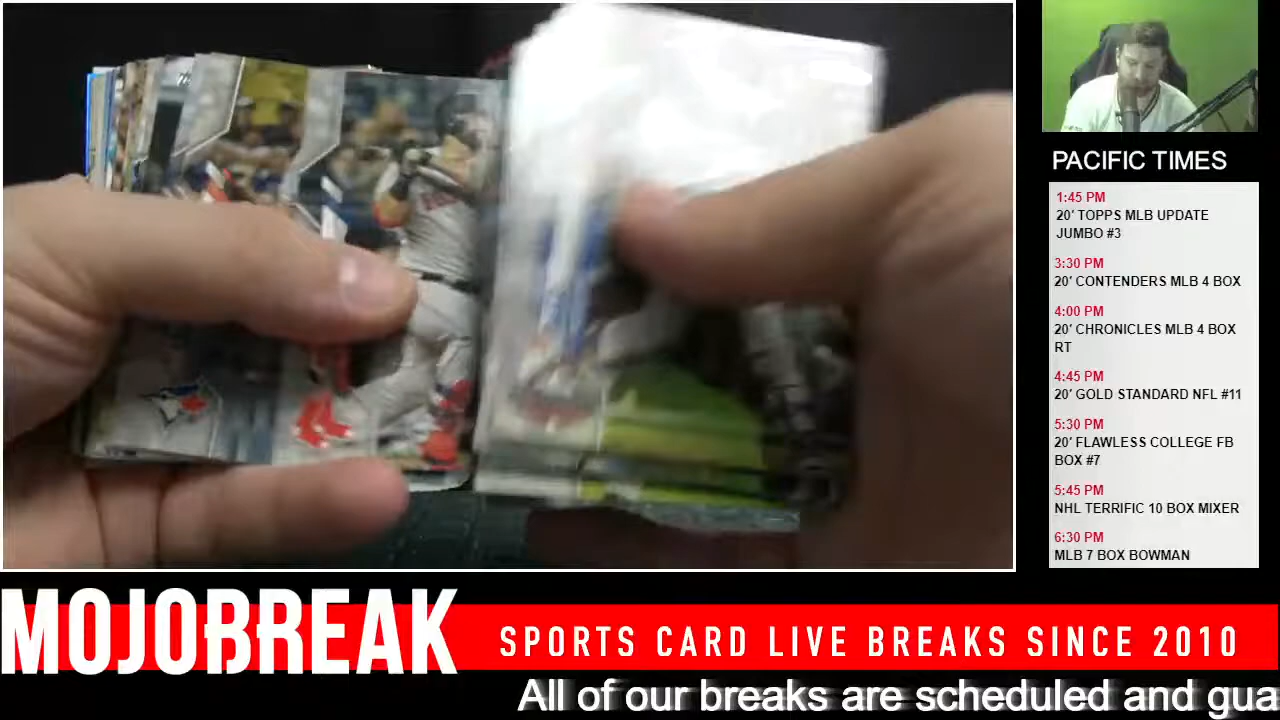 PACIFIC TIMES
1:45 PM
20' TOPPS MLB UPDATE
JUMBO #3
3:30 PM
20' CONTENDERS MLB 4 BOX
4:00 PM
20' CHRONICLES MLB 4 BOX
RT
4:45 PM
20' GOLD STANDARD NFL #11
5:30 PM
20' FLAWLESS COLLEGE FB
BOX #7
5:45 PM
NHL TERRIFIC 10 BOX MIXER
6:30 PM
MLB 7 BOX BOWMAN
MOJOBREAK
SPORTS CARD LIVE BREAKS SINCE 2010
All of our breaks are scheduled and gua